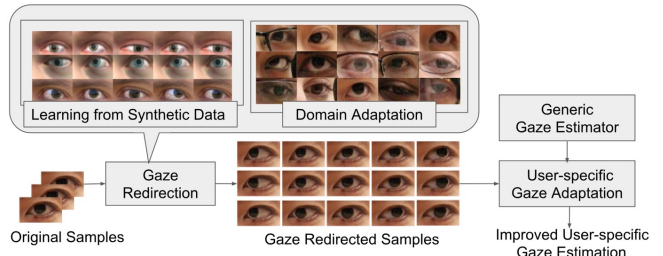 Learning from Synthetic Data
Domain Adaptation
Generic
Gaze Estimator
Gaze
Redirection
User-specific
Gaze Adaptation
Original Samples
Gaze Redirected Samples
Improved User-specific
Gaze Estimation